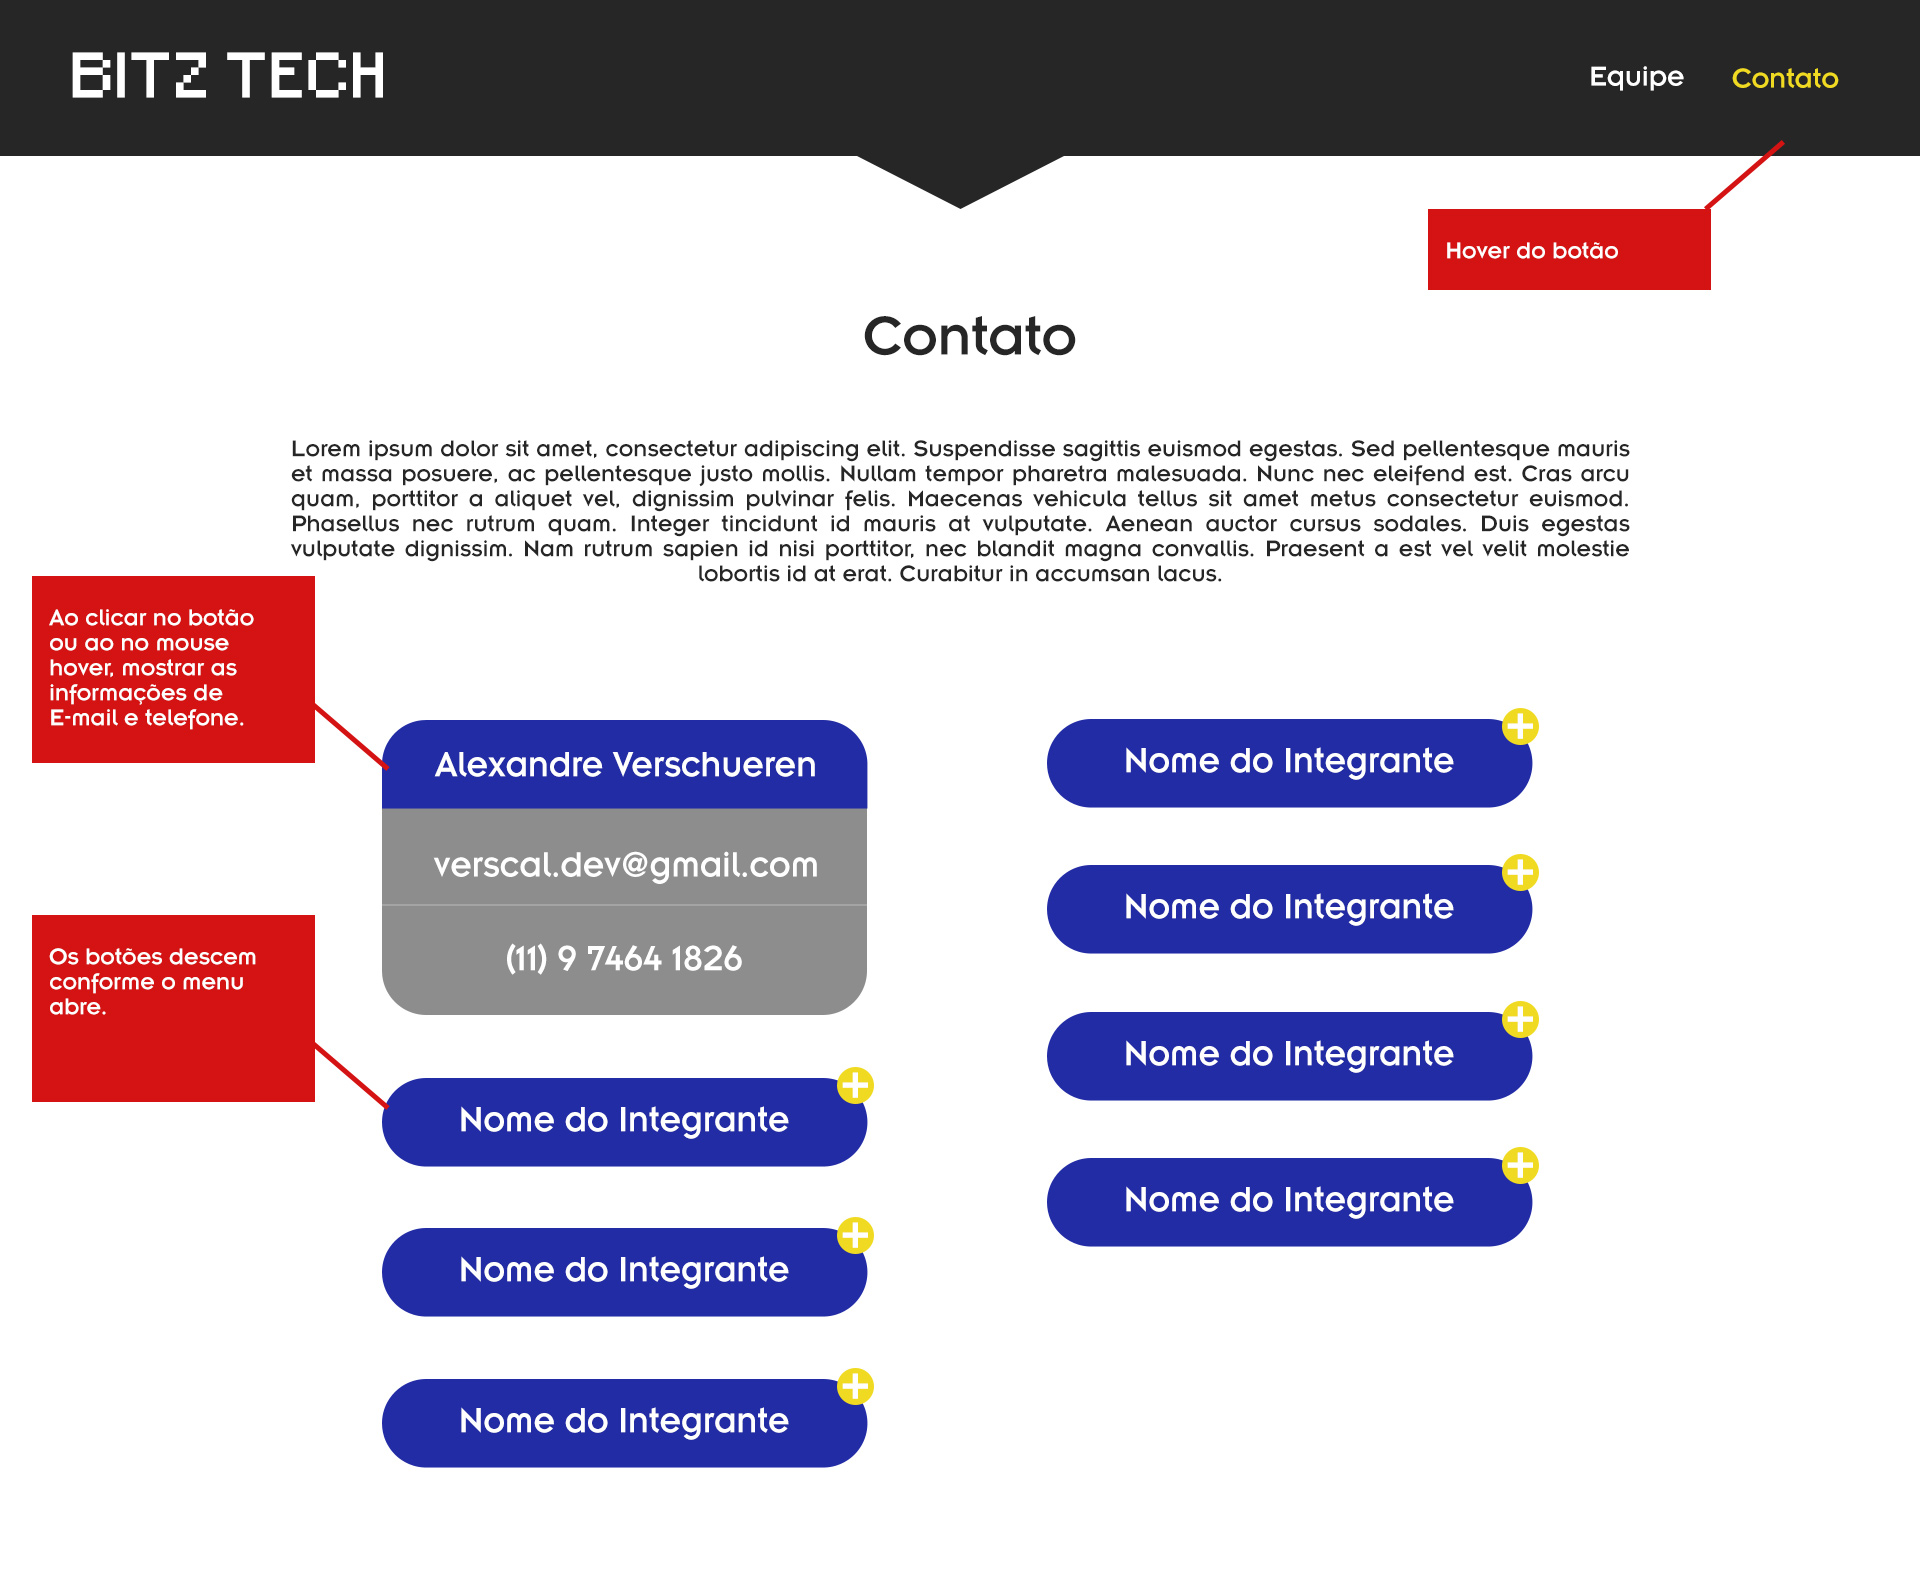 BITZ TECH
Equipe
Contato
Hover do botão
Contato
Lorem ipsum dolor sit amet, consectetur adipiscing elit. Suspendisse sagittis euismod egestas. Sed pellentesque mauris
et massa posuere, ac pellentesque justo mollis. Nullam tempor pharetra malesuada. Nunc nec eleifend est. Cras arcu
quam, porttitor a aliquet vel, dignissim pulvinar felis. Maecenas vehicula tellus sit amet metus consectetur euismod.
Phasellus nec rutrum quam. Integer tincidunt id mauris at vulputate. Aenean auctor cursus sodales. Duis egestas
vulputate dignissim. Nam rutrum sapien id nisi porttitor, nec blandit magna convallis. Praesent a est vel velit molestie
lobortis id at erat. Curabitur in accumsan lacus.
Ao clicar no botão
ou ao no mouse
hover, mostrar as
informações de
E-mail e telefone.
Alexandre Verschueren
verscal.dev@gmail.com
(11) 9 7464 1826
Os botões descem
conforme o menu
abre.
Nome do Integrante
Nome do Integrante
Nome do Integrante
Nome do Integrante
Nome do Integrante
Nome do Integrante
Nome do Integrante